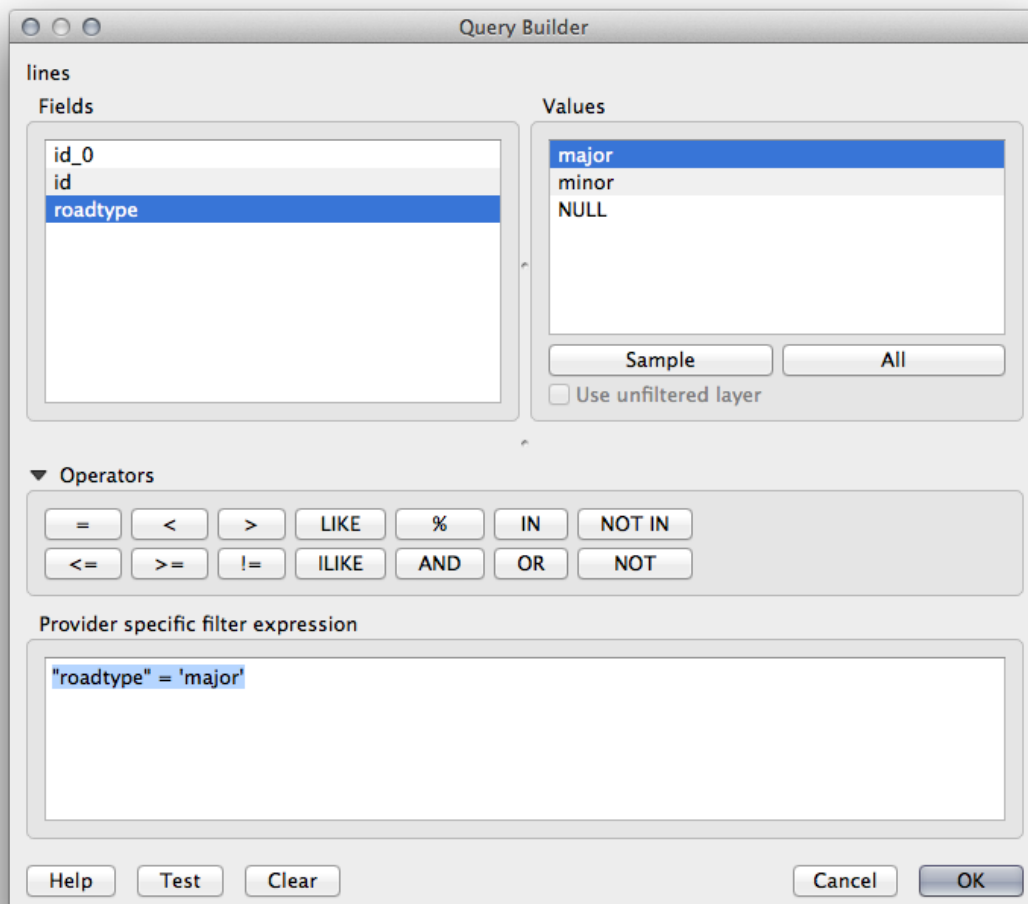 Query Builder
lines
Fields
id_0
id
roadtype
Values
major
minor
NULL
Sample All
Use unfiltered layer
Operators
= < > LIKE % IN NOT IN
<= >= != ILIKE AND OR NOT
Provider specific filter expression
"roadtype" = 'major'
Help Test Clear Cancel OK